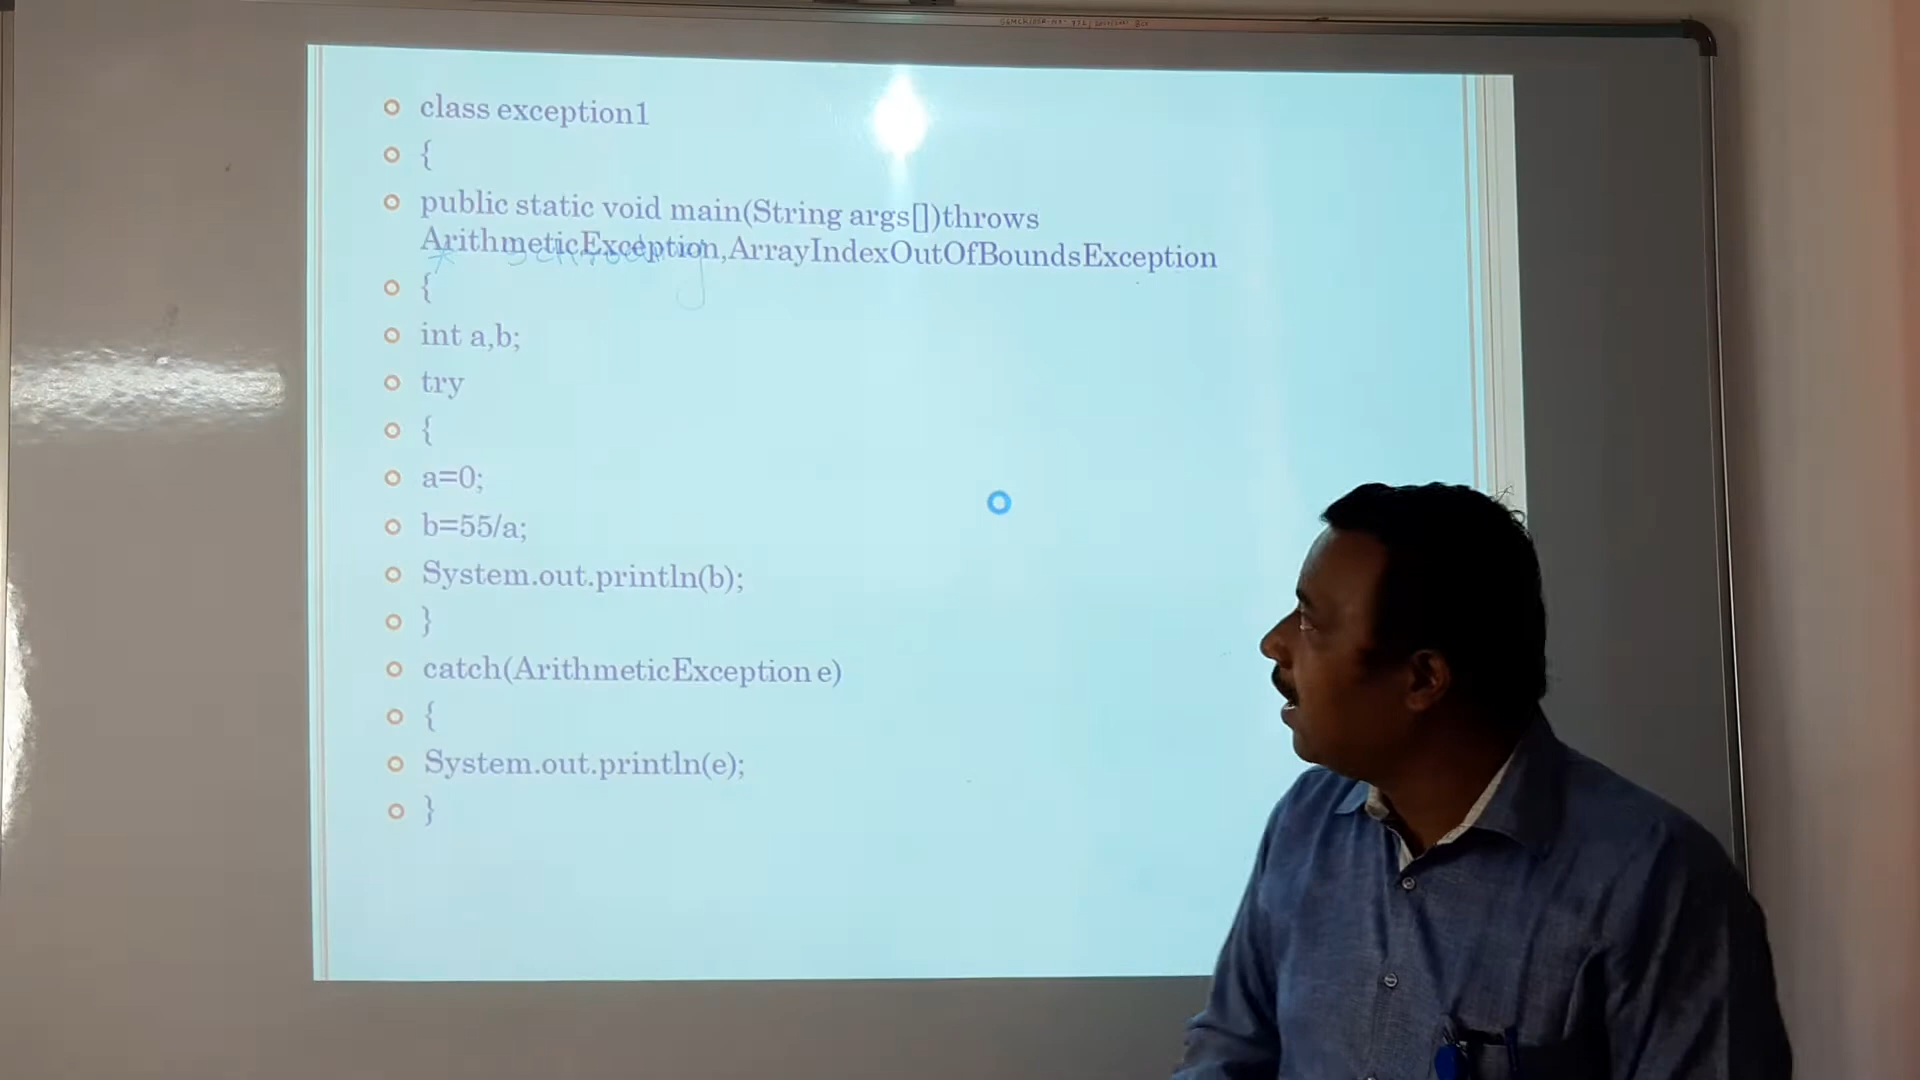 class exception1
{
public static void main(String args[])throws
ArithmeticException,ArrayIndexOutOfBoundsException
{
int a,b;
try
{
a=0;
b=55/a;
System.out.println(b);
}
catch(ArithmeticException e)
{
System.out.println(e);
}